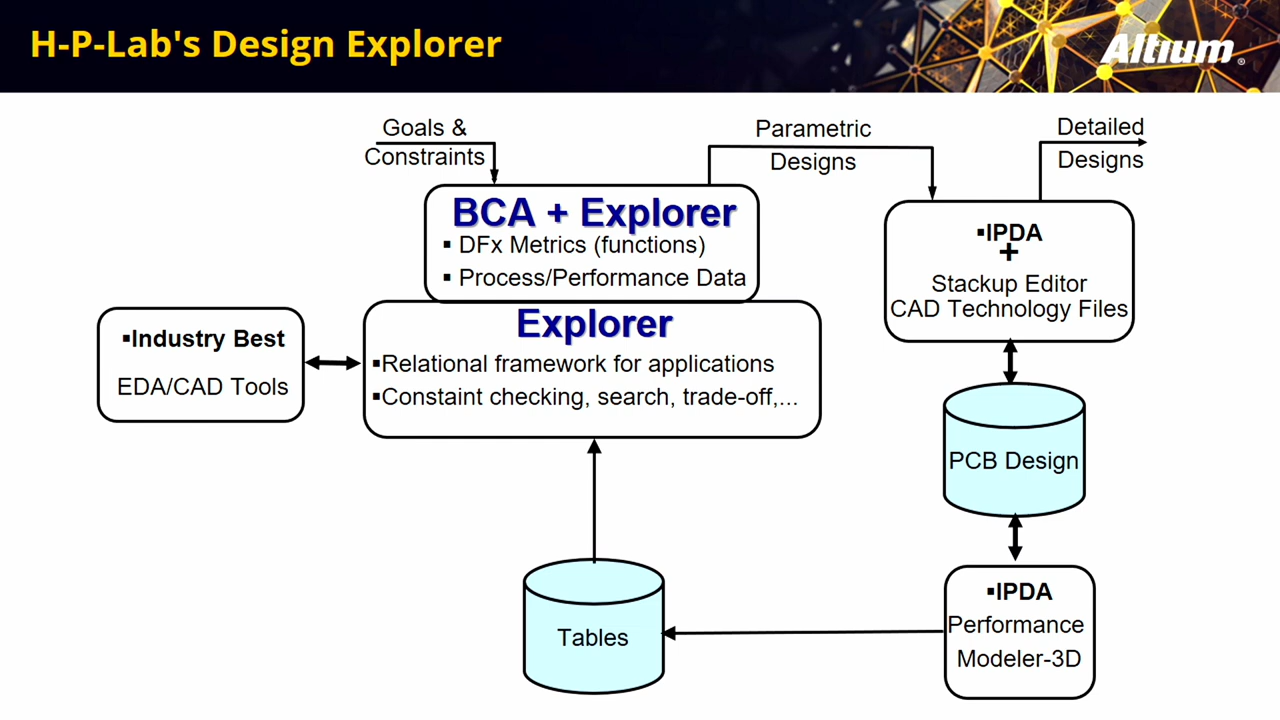 H-P-Lab's Design Explorer
Altium®
Goals &
Constraints
Parametric
Designs
Detailed
Designs
BCA + Explorer
▪ DFx Metrics (functions)
▪ Process/Performance Data
▪IPDA
+
Stackup Editor
CAD Technology Files
Explorer
▪Relational framework for applications
▪Constaint checking, search, trade-off,...
▪Industry Best
EDA/CAD Tools
PCB Design
Tables
▪IPDA
Performance
Modeler-3D